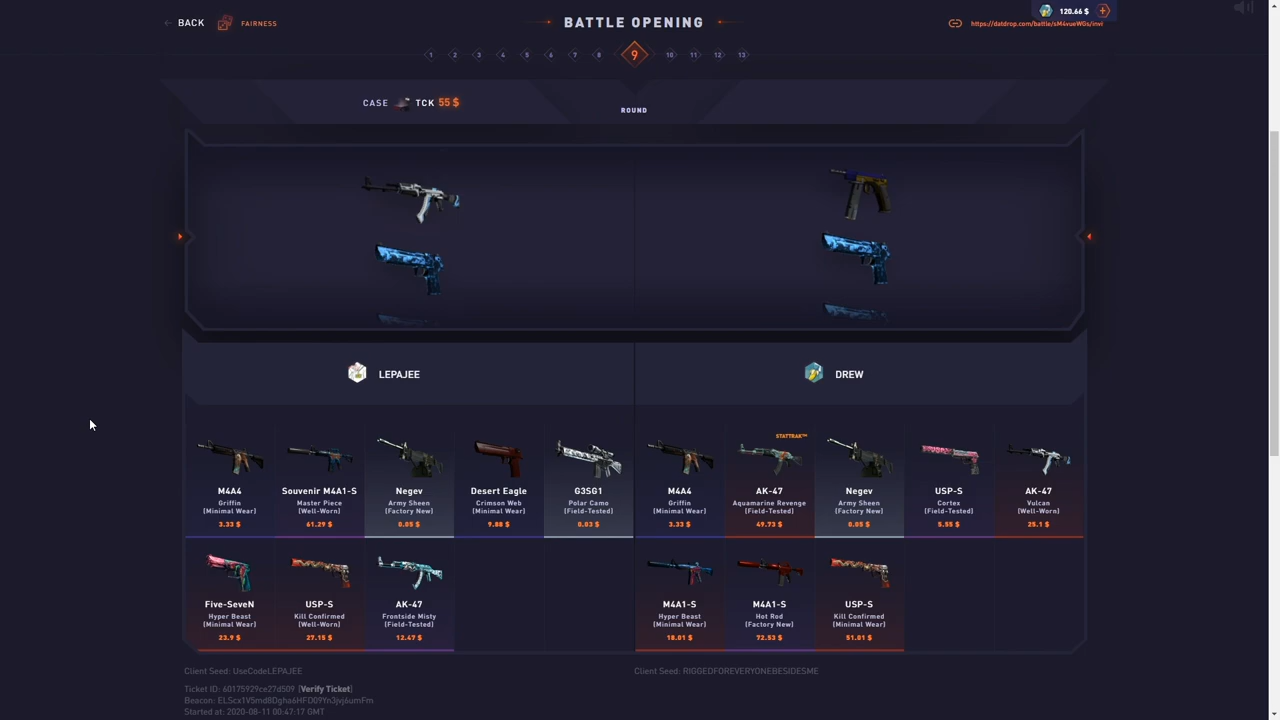 BACK
FAIRNESS
BATTLE OPENING
120.66 $
https://datdrop.com/battle/sM4vueWGs/invi
1 2 3 4 5 6 7 8 9 10 11 12 13
CASE TCK 55 $
ROUND
LEPAJEE
DREW
STATTRAK™
M4A4 Souvenir M4A1-S Negev Desert Eagle G3SG1 M4A4 AK-47 Negev USP-S AK-47
Griffin Master Piece Army Sheen Crimson Web Polar Camo Griffin Aquamarine Revenge Army Sheen Cortex Vulcan
(Minimal Wear) (Well-Worn) (Factory New) (Minimal Wear) (Field-Tested) (Minimal Wear) (Field-Tested) (Factory New) (Field-Tested) (Well-Worn)
3.33 $ 61.29 $ 0.05 $ 9.88 $ 0.03 $ 3.33 $ 49.73 $ 0.05 $ 5.55 $ 25.1 $
Five-SeveN USP-S AK-47 M4A1-S M4A1-S USP-S
Hyper Beast Kill Confirmed Frontside Misty Hyper Beast Hot Rod Kill Confirmed
(Minimal Wear) (Well-Worn) (Field-Tested) (Minimal Wear) (Factory New) (Minimal Wear)
23.9 $ 27.15 $ 12.47 $ 18.01 $ 72.53 $ 51.01 $
Client Seed: UseCodeLEPAJEE
Client Seed: RIGGEDFOREVERYONEBESIDESME
Ticket ID: 60175929ce27d509 [Verify Ticket]
Beacon: ELScx1V5md8Dgha6HFD09Yn3jvj6umFm
Started at: 2020-08-11 00:47:17 GMT